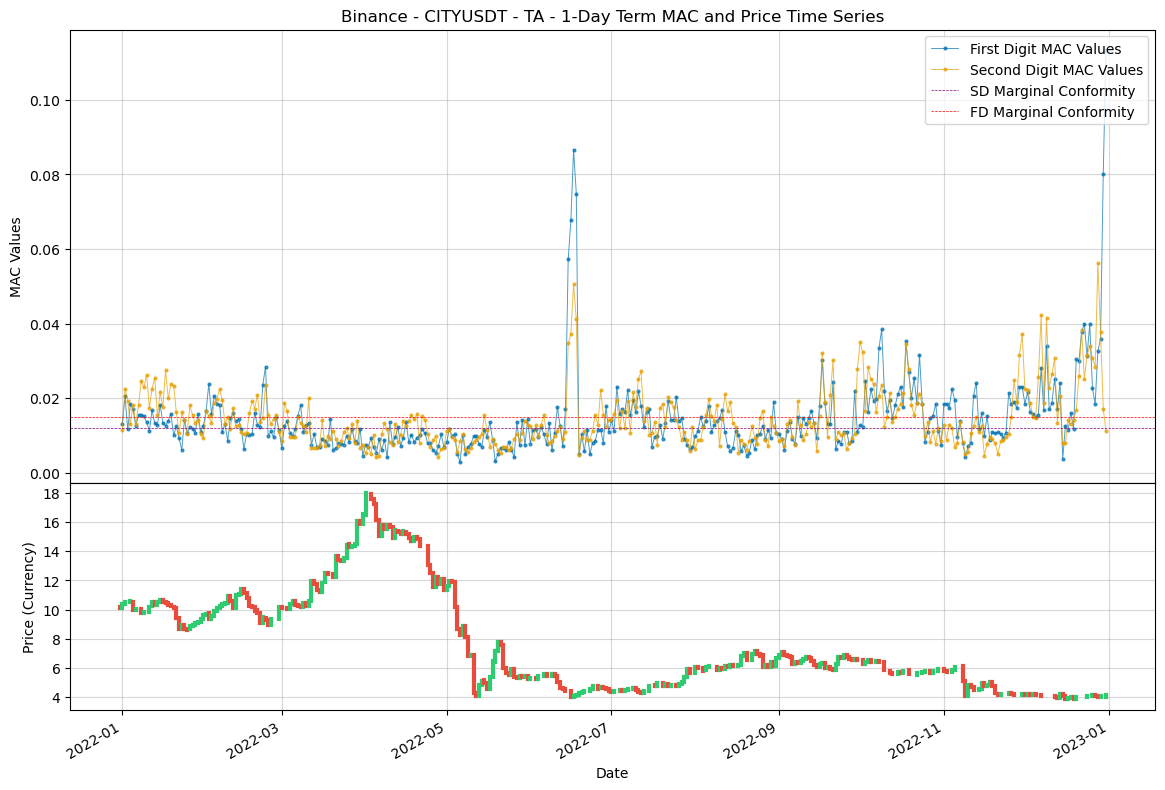 Binance - CITYUSDT - TA - 1-Day Term MAC and Price Time Series
First Digit MAC Values
Second Digit MAC Values
SD Marginal Conformity
FD Marginal Conformity
MAC Values
0.10
0.08
0.06
0.04
0.02
0.00
Price (Currency)
18
16
14
12
10
8
6
4
2022-01
2022-03
2022-05
2022-07
2022-09
2022-11
2023-01
Date